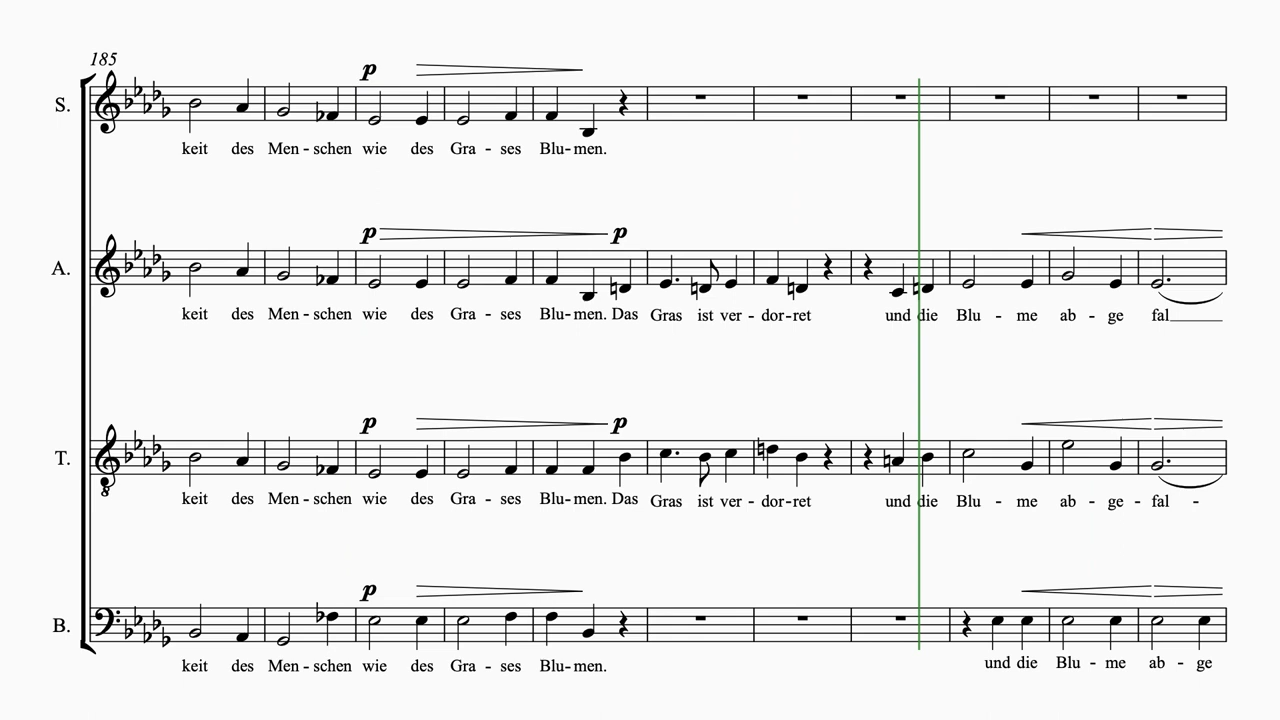 185
p
S.
keit des Men - schen wie des Gra - ses Blu - men.
p p
A.
keit des Men - schen wie des Gra - ses Blu - men. Das Gras ist ver - dor - ret und die Blu - me ab - ge fal
p p
T.
keit des Men - schen wie des Gra - ses Blu - men. Das Gras ist ver - dor - ret und die Blu - me ab - ge - fal -
p
B.
keit des Men - schen wie des Gra - ses Blu - men. und die Blu - me ab - ge